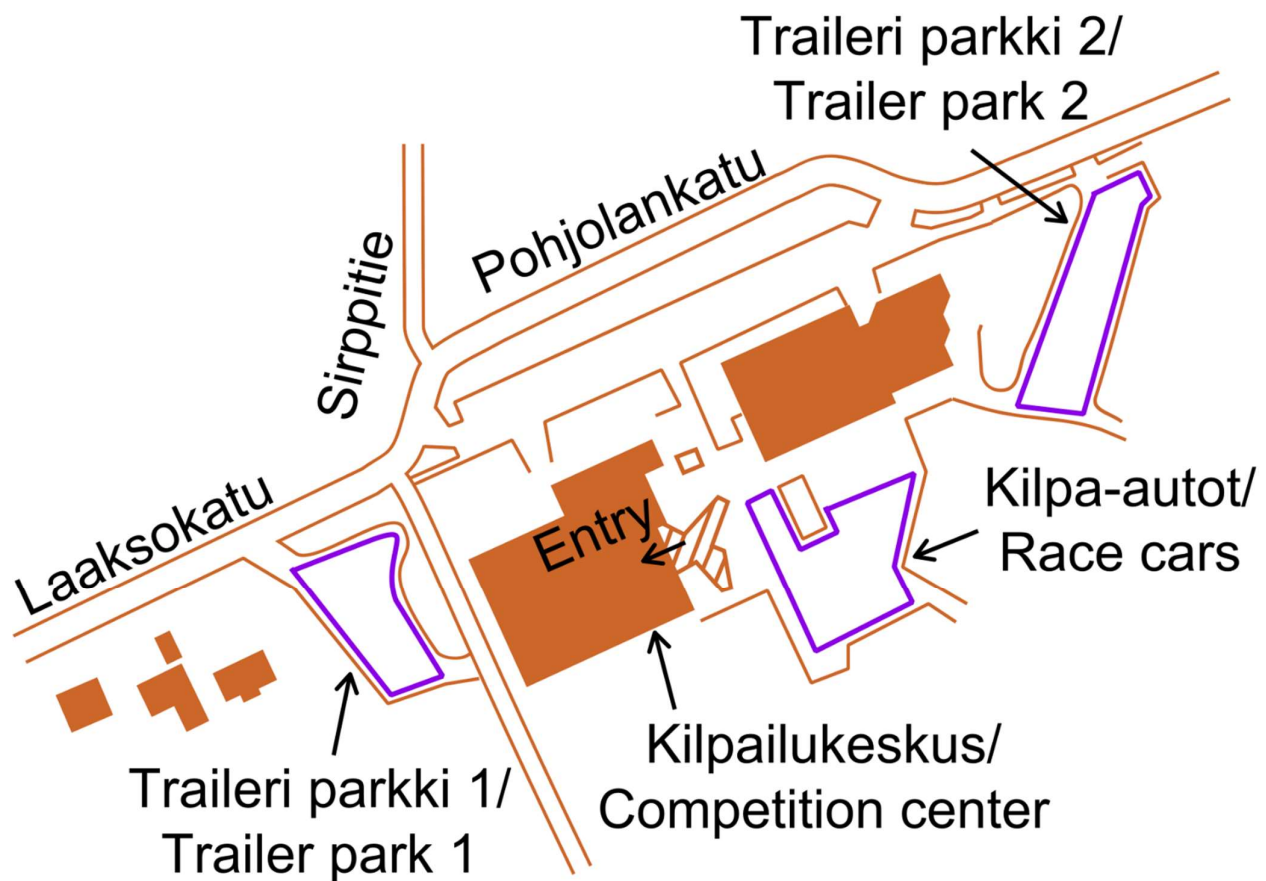 Traileri parkki 2/
Trailer park 2
Pohjolankatu
Sirppitie
Laaksokatu
Entry
Kilpa-autot/
Race cars
Kilpailukeskus/
Competition center
Traileri parkki 1/
Trailer park 1